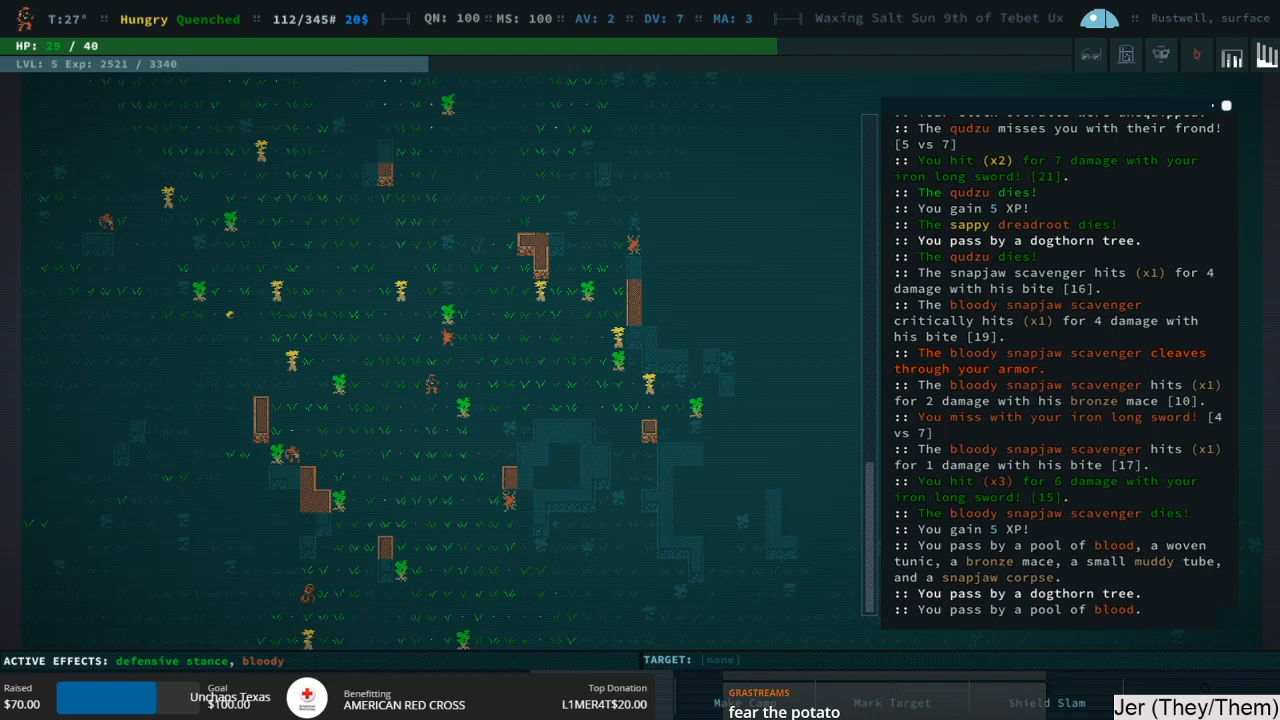 T:27° :: Hungry Quenched :: 112/345# 20$ QN: 100 :: MS: 100 :: AV: 2 :: DV: 7 :: MA: 3 Waxing Salt Sun 9th of Tebet Ux :: Rustwell, surface
HP: 29 / 40
LVL: 5 Exp: 2521 / 3340
:: The qudzu misses you with their frond!
[5 vs 7]
:: You hit (x2) for 7 damage with your
iron long sword! [21].
:: The qudzu dies!
:: You gain 5 XP!
:: The sappy dreadroot dies!
:: You pass by a dogthorn tree.
:: The qudzu dies!
:: The snapjaw scavenger hits (x1) for 4
damage with his bite [16].
:: The bloody snapjaw scavenger
critically hits (x1) for 4 damage with
his bite [19].
:: The bloody snapjaw scavenger cleaves
through your armor.
:: The bloody snapjaw scavenger hits (x1)
for 2 damage with his bronze mace [10].
:: You miss with your iron long sword! [4
vs 7]
:: The bloody snapjaw scavenger hits (x1)
for 1 damage with his bite [17].
:: You hit (x3) for 6 damage with your
iron long sword! [15].
:: The bloody snapjaw scavenger dies!
:: You gain 5 XP!
:: You pass by a pool of blood, a woven
tunic, a bronze mace, a small muddy tube,
and a snapjaw corpse.
:: You pass by a dogthorn tree.
:: You pass by a pool of blood.
ACTIVE EFFECTS: defensive stance, bloody
TARGET: [none]
Raised
$70.00
Goal
Unchaos Texas
Benefitting
AMERICAN RED CROSS
Top Donation
L1MER4T$20.00
GRASTREAMS
fear the potato
Make Camp
Mark Target
Shield Slam
Jer (They/Them)